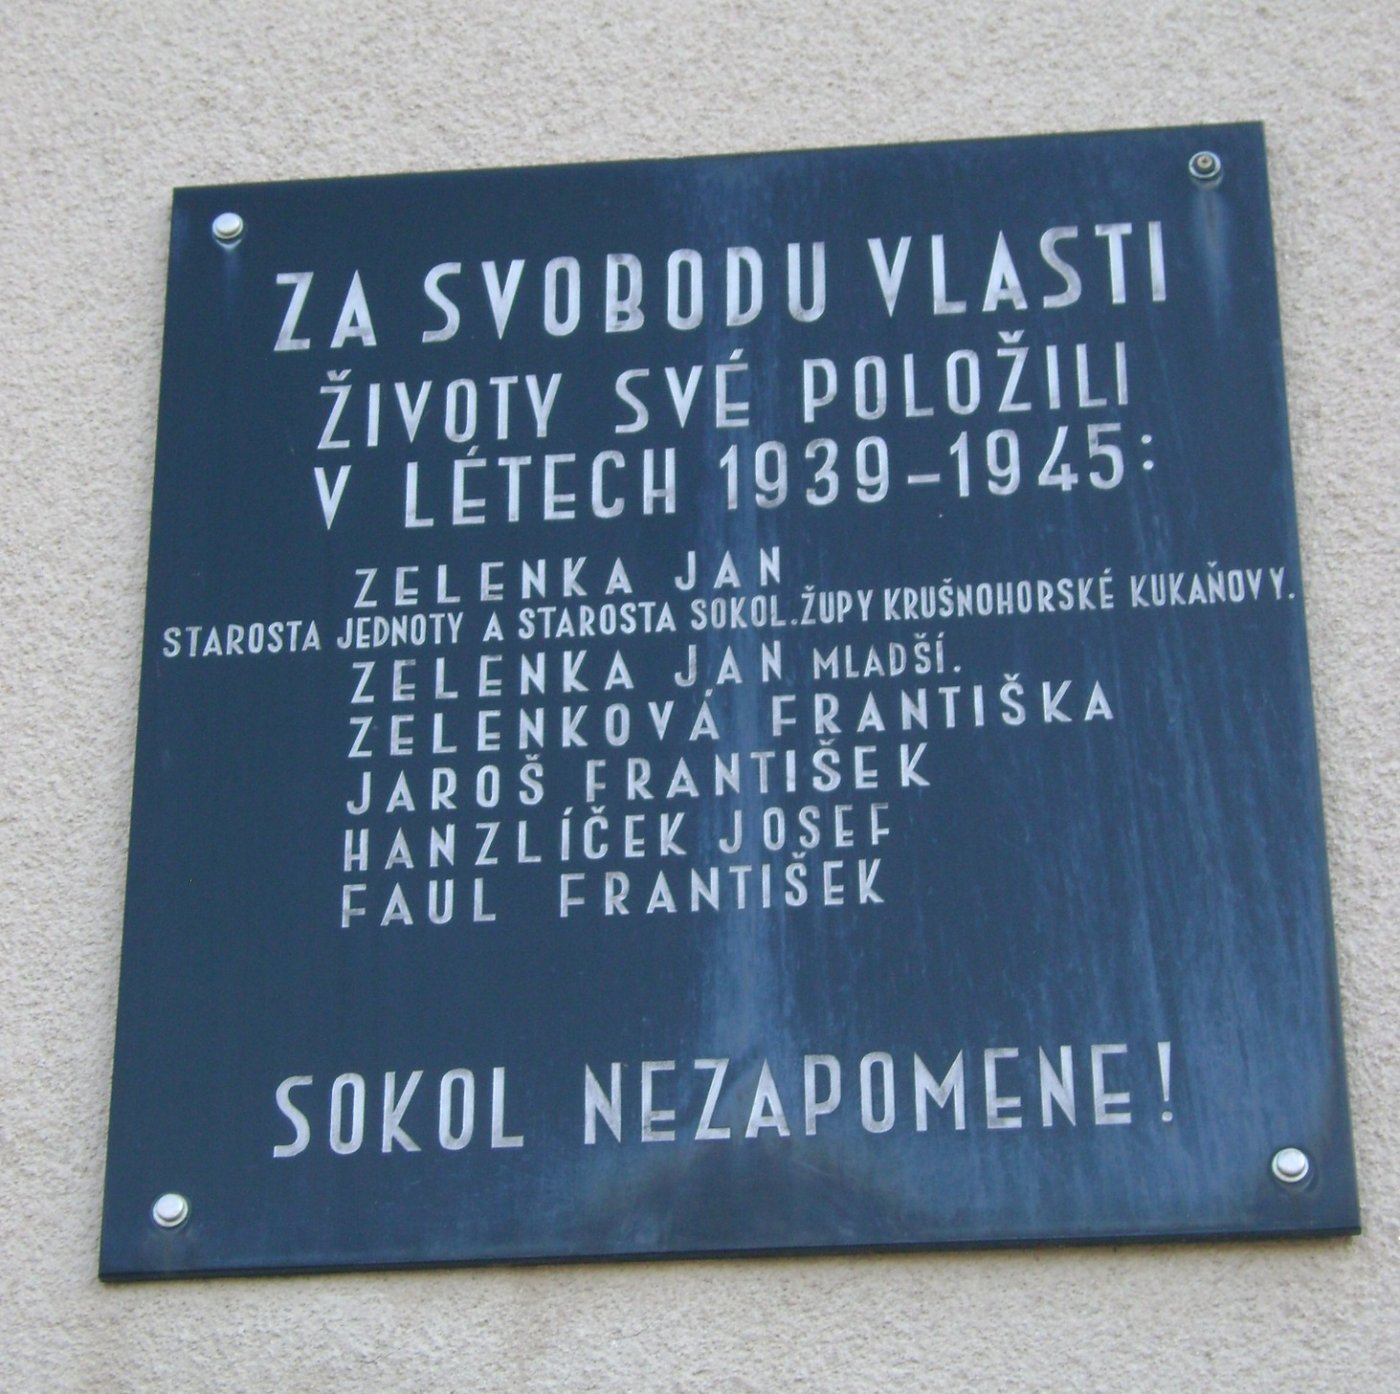 ZA SVOBODU VLASTI
ŽIVOTY SVÉ POLOŽILI
V LÉTECH 1939-1945:
ZELENKA JAN
STAROSTA JEDNOTY A STAROSTA SOKOL.ŽUPY KRUŠNOHORSKÉ KUKAŇOVY.
ZELENKA JAN MLADŠÍ.
ZELENKOVÁ FRANTIŠKA
JAROŠ FRANTIŠEK
HANZLÍČEK JOSEF
FAUL FRANTIŠEK
SOKOL NEZAPOMENE!